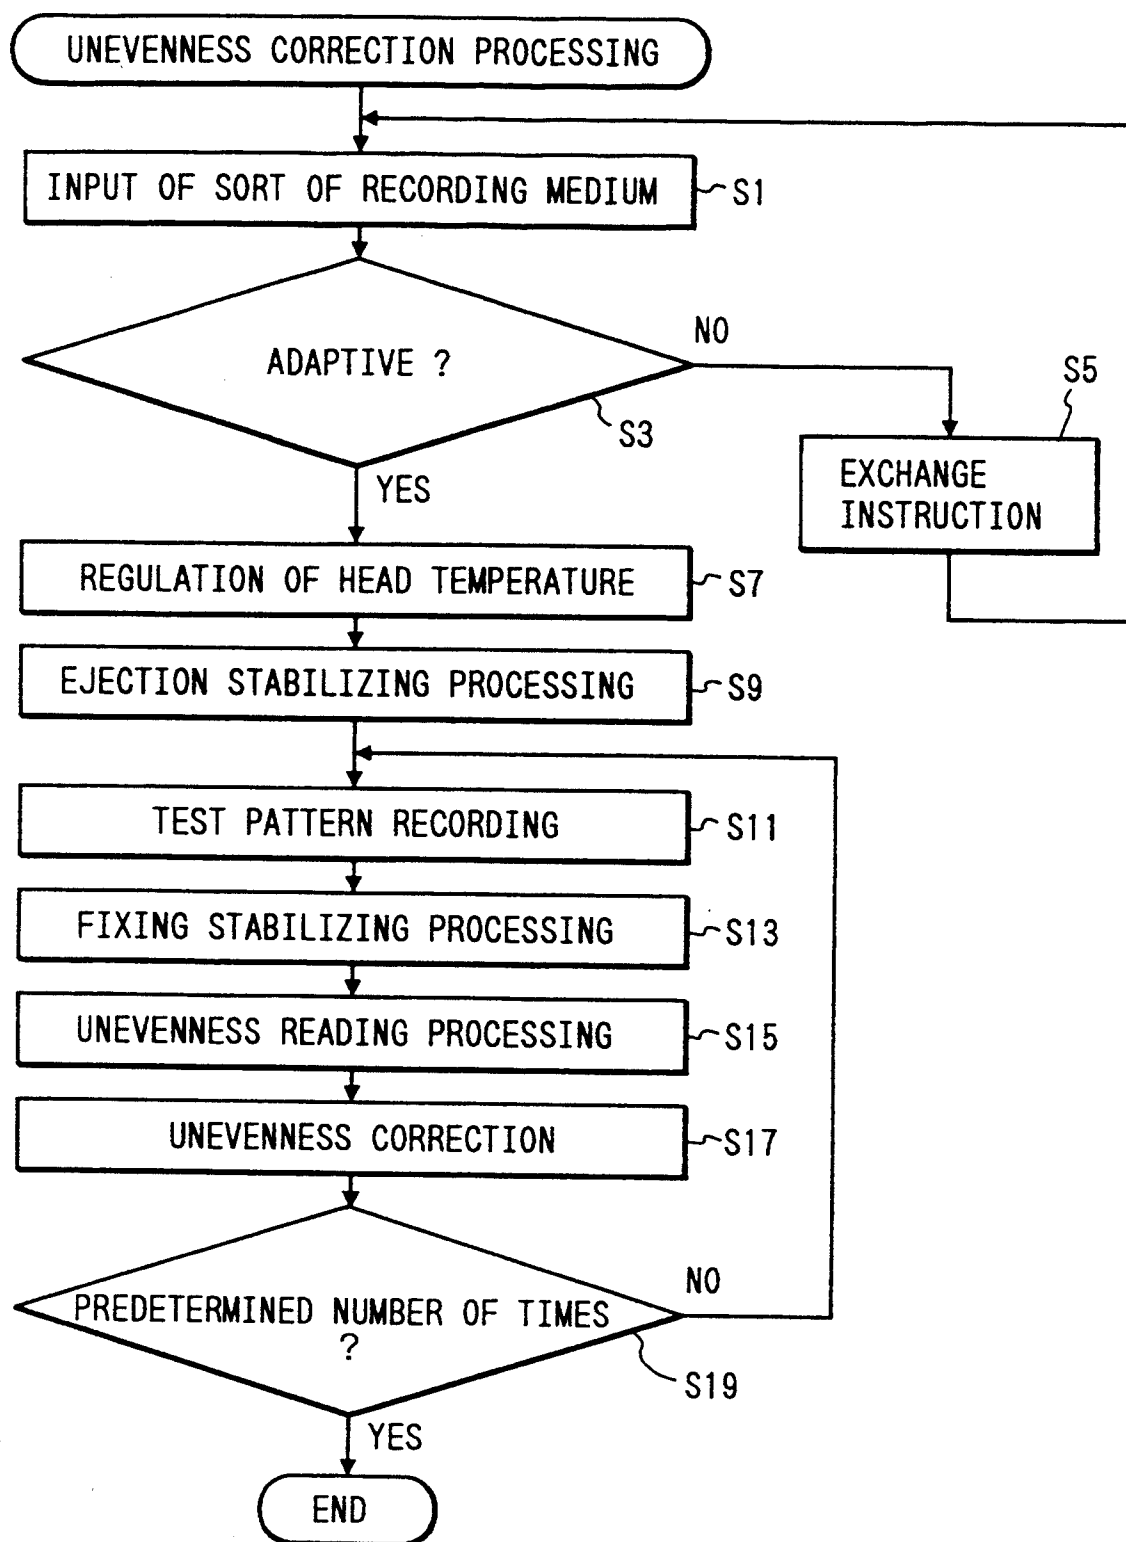 UNEVENNESS CORRECTION PROCESSING
INPUT OF SORT OF RECORDING MEDIUM
S1
ADAPTIVE ?
NO
S3
S5
EXCHANGE
INSTRUCTION
YES
REGULATION OF HEAD TEMPERATURE
S7
EJECTION STABILIZING PROCESSING
S9
TEST PATTERN RECORDING
S11
FIXING STABILIZING PROCESSING
S13
UNEVENNESS READING PROCESSING
S15
UNEVENNESS CORRECTION
S17
NO
PREDETERMINED NUMBER OF TIMES
?
S19
YES
END